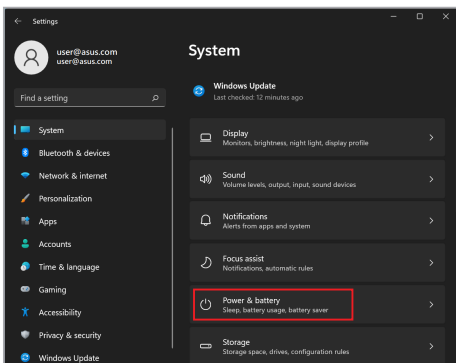 Settings
user@asus.com
user@asus.com
Find a setting
System
Bluetooth & devices
Network & internet
Personalization
Apps
Accounts
Time & language
Gaming
Accessibility
Privacy & security
Windows Update
System
Windows Update
Last checked: 12 minutes ago
Display
Monitors, brightness, night light, display profile
Sound
Volume levels, output, input, sound devices
Notifications
Alerts from apps and system
Focus assist
Notifications, automatic rules
Power & battery
Sleep, battery usage, battery saver
Storage
Storage space, drives, configuration rules